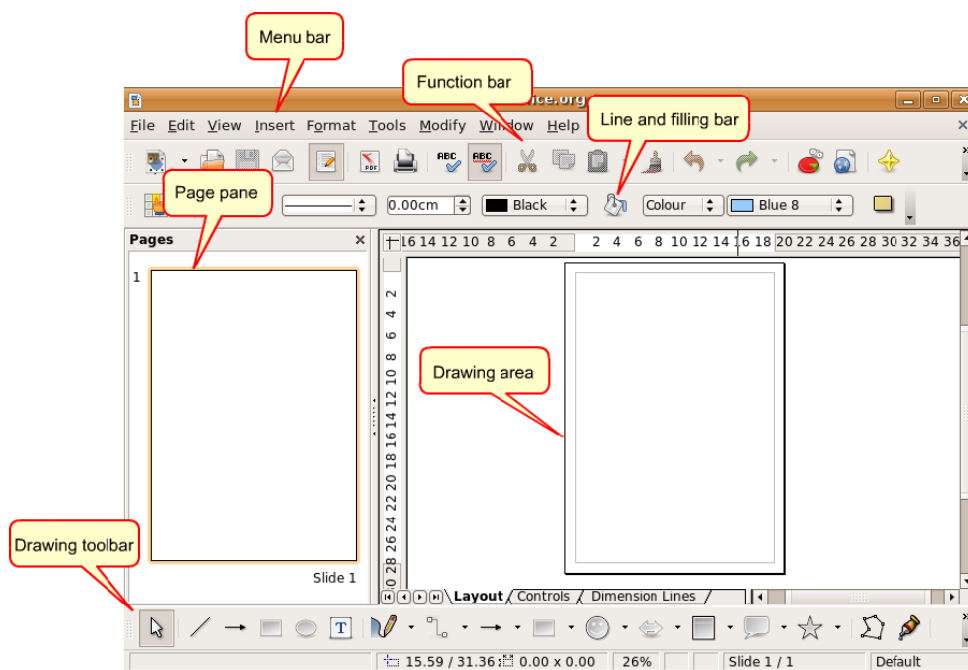 Menu bar
Function bar
ice.org
Line and filling bar
File Edit View Insert Format Tools Modify Window Help
PDF ABC ABC
Page pane
0.00cm Black Colour Blue 8
Pages
16 14 12 10 8 6 4 2 2 4 6 8 10 12 14 16 18 20 22 24 26 28 30 32 34 36
1
2
4
6
8
10
12
14
16
18
20
22
24
26
28
Drawing area
Drawing toolbar
Slide 1
Layout Controls Dimension Lines
T
15.59 / 31.36 0.00 x 0.00 26% Slide 1 / 1 Default